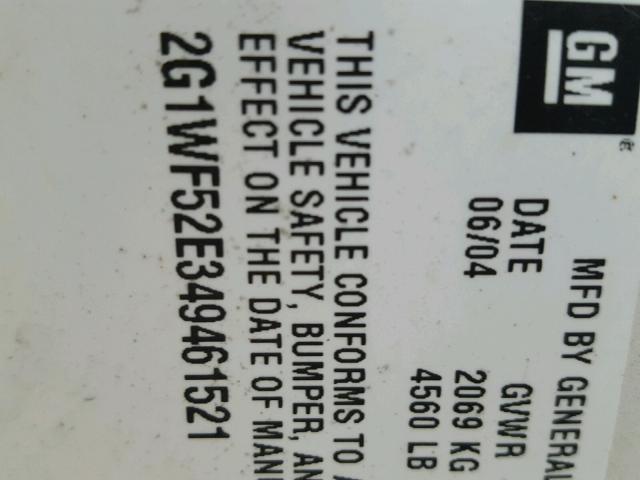 GM
MFD BY GENERAL
DATE GVWR
06/04 2069 KG
4560 LB
THIS VEHICLE CONFORMS TO A
VEHICLE SAFETY, BUMPER, AN
EFFECT ON THE DATE OF MANU
2G1WF52E349461521